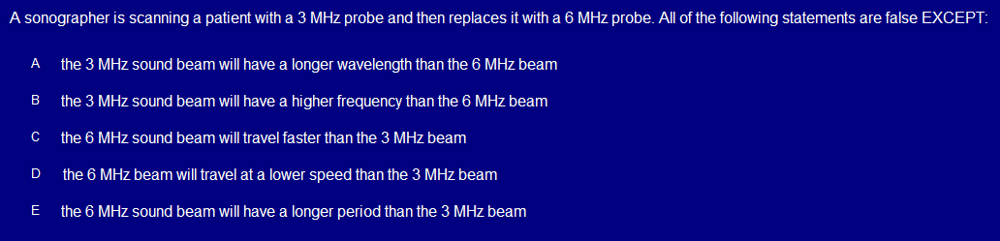 A sonographer is scanning a patient with a 3 MHz probe and then replaces it with a 6 MHz probe. All of the following statements are false EXCEPT:
A the 3 MHz sound beam will have a longer wavelength than the 6 MHz beam
B the 3 MHz sound beam will have a higher frequency than the 6 MHz beam
C the 6 MHz sound beam will travel faster than the 3 MHz beam
D the 6 MHz beam will travel at a lower speed than the 3 MHz beam
E the 6 MHz sound beam will have a longer period than the 3 MHz beam